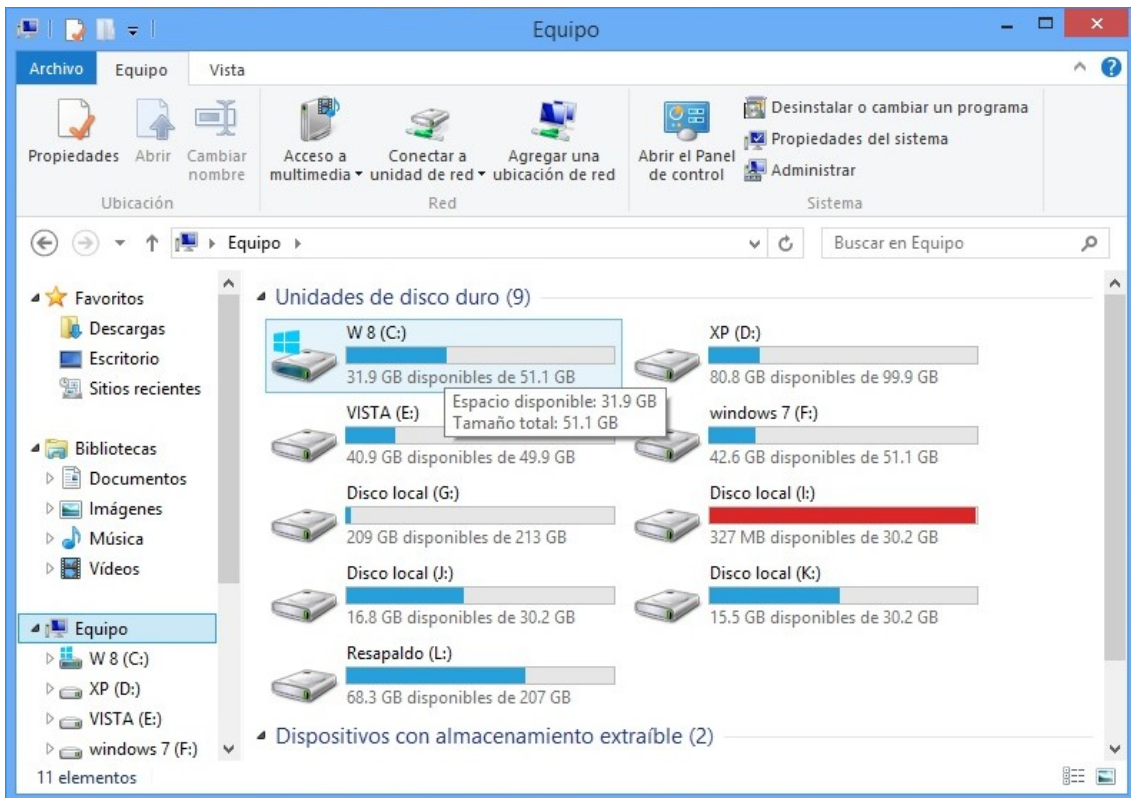 Equipo
Archivo Equipo Vista
Propiedades Abrir Cambiar nombre
Acceso a multimedia Conectar a unidad de red Agregar una ubicación de red
Abrir el Panel de control
Desinstalar o cambiar un programa
Propiedades del sistema
Administrar
Ubicación Red Sistema
Equipo
Buscar en Equipo
Favoritos
Descargas
Escritorio
Sitios recientes
Bibliotecas
Documentos
Imágenes
Música
Vídeos
Equipo
W 8 (C:)
XP (D:)
VISTA (E:)
windows 7 (F:)
Unidades de disco duro (9)
W 8 (C:)
31.9 GB disponibles de 51.1 GB
XP (D:)
80.8 GB disponibles de 99.9 GB
Espacio disponible: 31.9 GB
Tamaño total: 51.1 GB
VISTA (E:)
40.9 GB disponibles de 49.9 GB
windows 7 (F:)
42.6 GB disponibles de 51.1 GB
Disco local (G:)
209 GB disponibles de 213 GB
Disco local (I:)
327 MB disponibles de 30.2 GB
Disco local (J:)
16.8 GB disponibles de 30.2 GB
Disco local (K:)
15.5 GB disponibles de 30.2 GB
Resapaldo (L:)
68.3 GB disponibles de 207 GB
Dispositivos con almacenamiento extraíble (2)
11 elementos